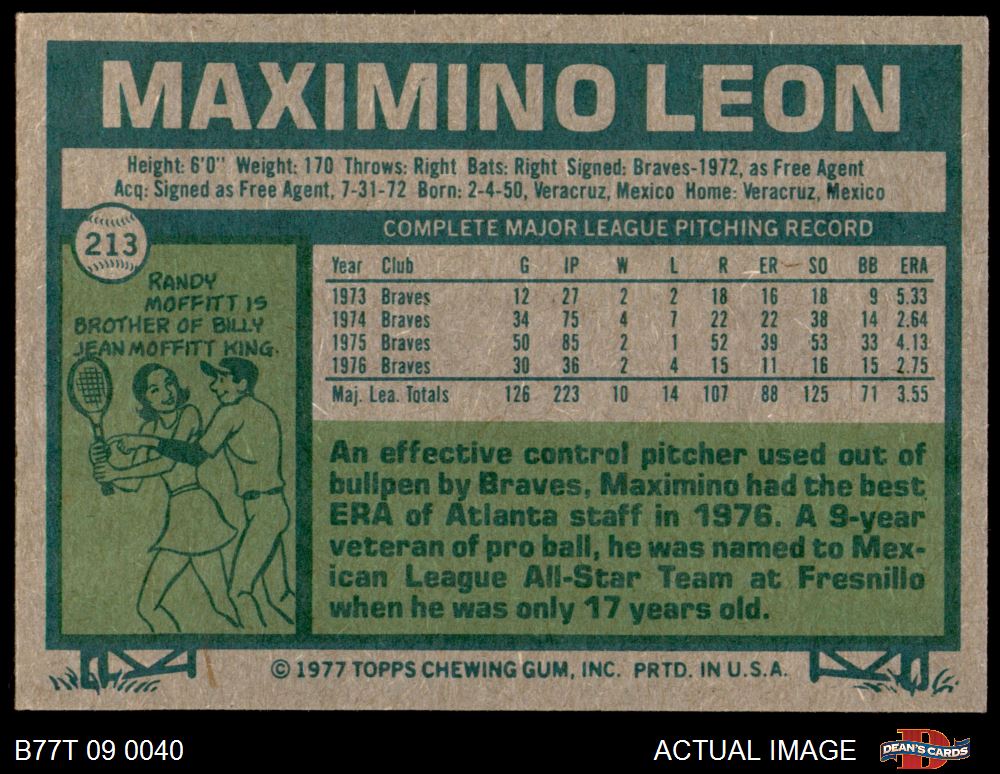 MAXIMINO LEON
Height: 6'0" Weight: 170 Throws: Right Bats: Right Signed: Braves-1972, as Free Agent
Acq: Signed as Free Agent, 7-31-72 Born: 2-4-50, Veracruz, Mexico Home: Veracruz, Mexico
213
RANDY
MOFFITT IS
BROTHER OF BILLY
JEAN MOFFITT KING.
COMPLETE MAJOR LEAGUE PITCHING RECORD
Year Club G IP W L R ER SO BB ERA
1973 Braves 12 27 2 2 18 16 18 9 5.33
1974 Braves 34 75 4 7 22 22 38 14 2.64
1975 Braves 50 85 2 1 52 39 53 33 4.13
1976 Braves 30 36 2 4 15 11 16 15 2.75
Maj. Lea. Totals 126 223 10 14 107 88 125 71 3.55
An effective control pitcher used out of
bullpen by Braves, Maximino had the best
ERA of Atlanta staff in 1976. A 9-year
veteran of pro ball, he was named to Mex-
ican League All-Star Team at Fresnillo
when he was only 17 years old.
© 1977 TOPPS CHEWING GUM, INC. PRTD. IN U.S.A.
B77T 09 0040
ACTUAL IMAGE
D
DEAN'S CARDS